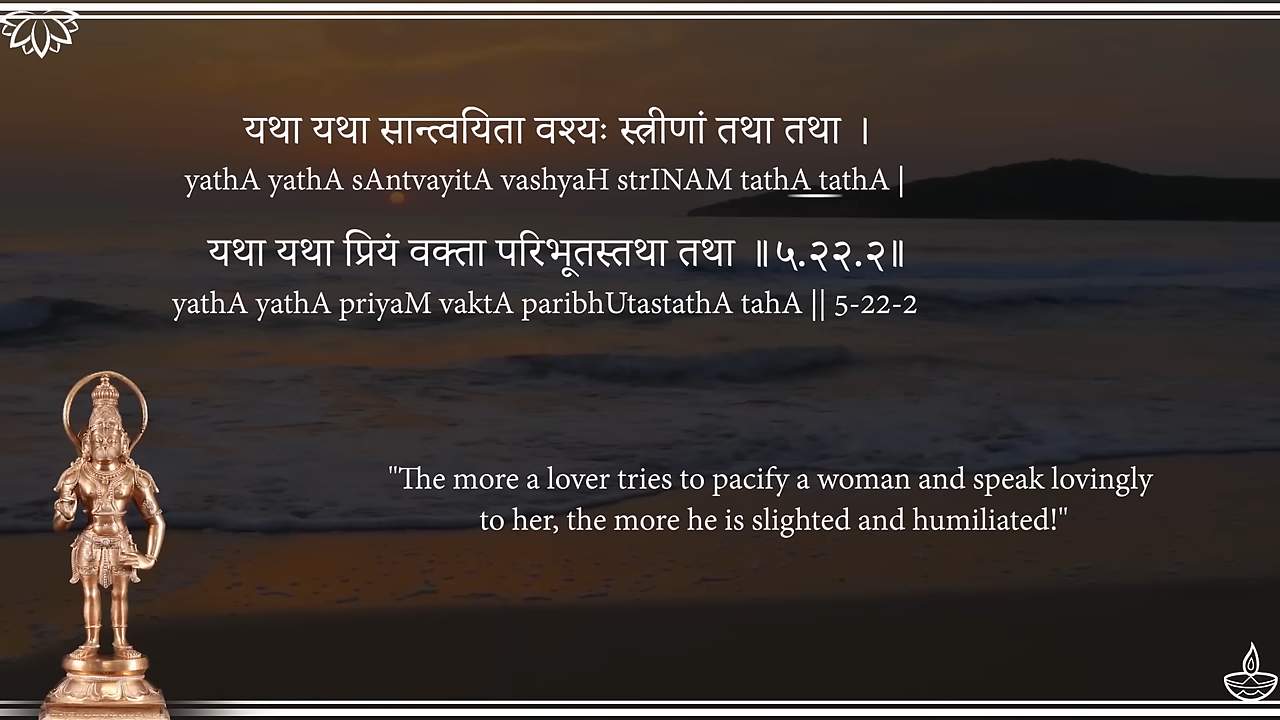 यथा यथा सान्त्वयिता वश्यः स्त्रीणां तथा तथा ।
yathA yathA sAntvayitA vashyaH strINAM tathA tathA |
यथा यथा प्रियं वक्ता परिभूतस्तथा तथा ॥५.२२.२॥
yathA yathA priyaM vaktA paribhUtastathA tahA || 5-22-2
"The more a lover tries to pacify a woman and speak lovingly
to her, the more he is slighted and humiliated!"